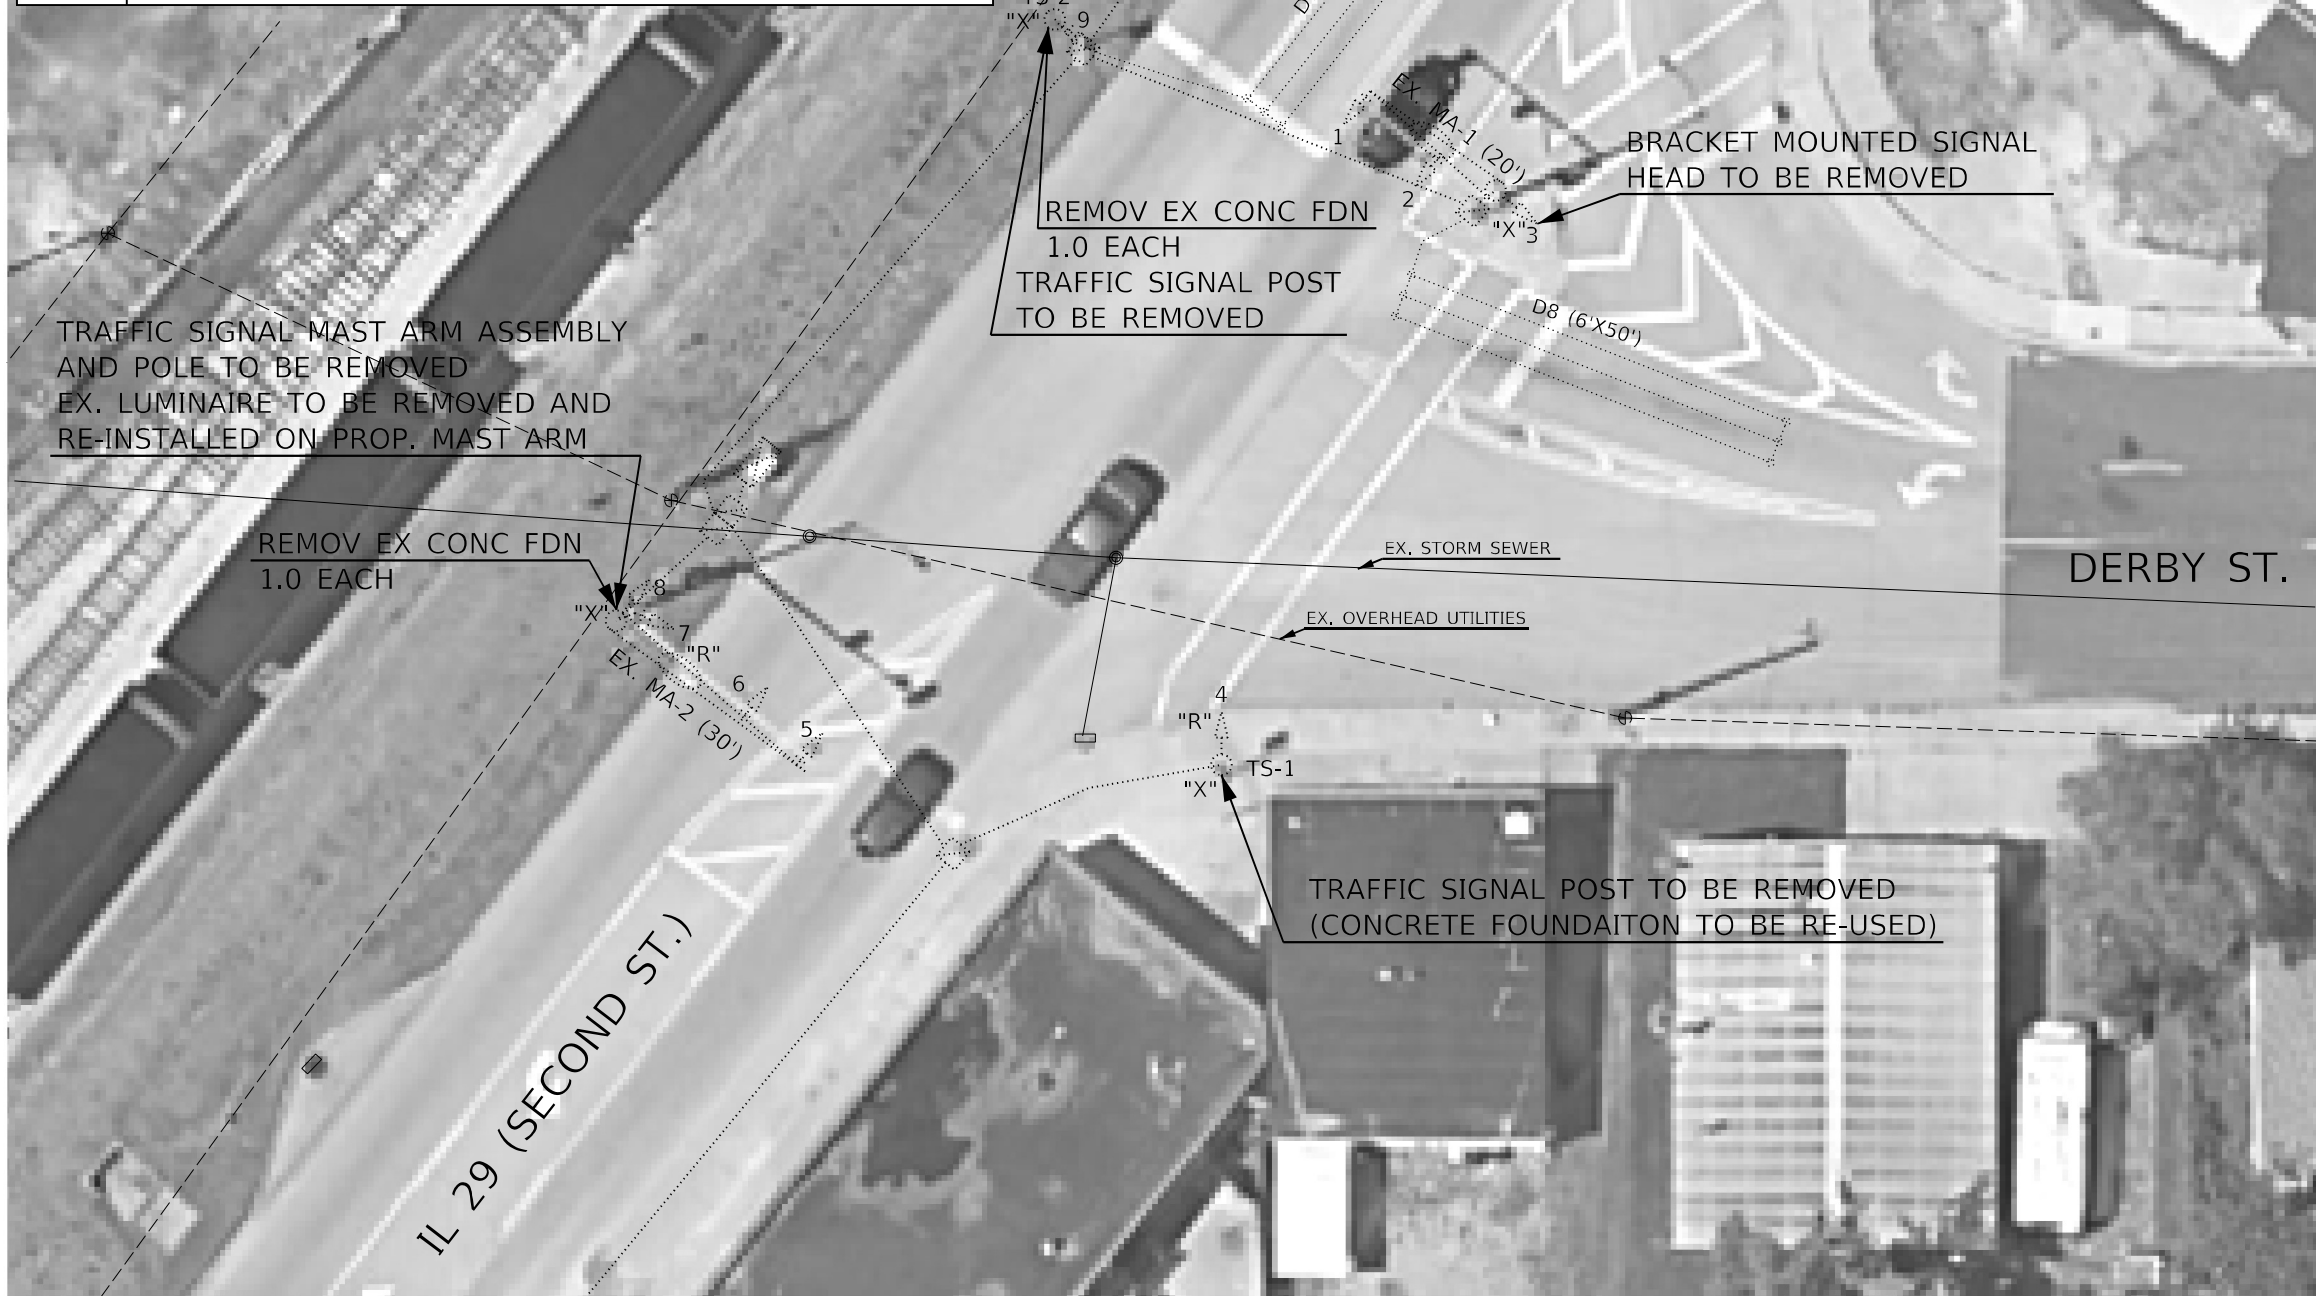 "X"
9
EX. MA-1 (20')
1
2
"X"
3
BRACKET MOUNTED SIGNAL
HEAD TO BE REMOVED
REMOV EX CONC FDN
1.0 EACH
TRAFFIC SIGNAL POST
TO BE REMOVED
D8 (6'X50')
TRAFFIC SIGNAL MAST ARM ASSEMBLY
AND POLE TO BE REMOVED
EX. LUMINAIRE TO BE REMOVED AND
RE-INSTALLED ON PROP. MAST ARM
REMOV EX CONC FDN
1.0 EACH
EX. STORM SEWER
DERBY ST.
EX. OVERHEAD UTILITIES
8
"X"
7
"R"
6
5
EX. MA-2 (30')
4
"R"
TS-1
"X"
TRAFFIC SIGNAL POST TO BE REMOVED
(CONCRETE FOUNDAITON TO BE RE-USED)
IL 29 (SECOND ST.)